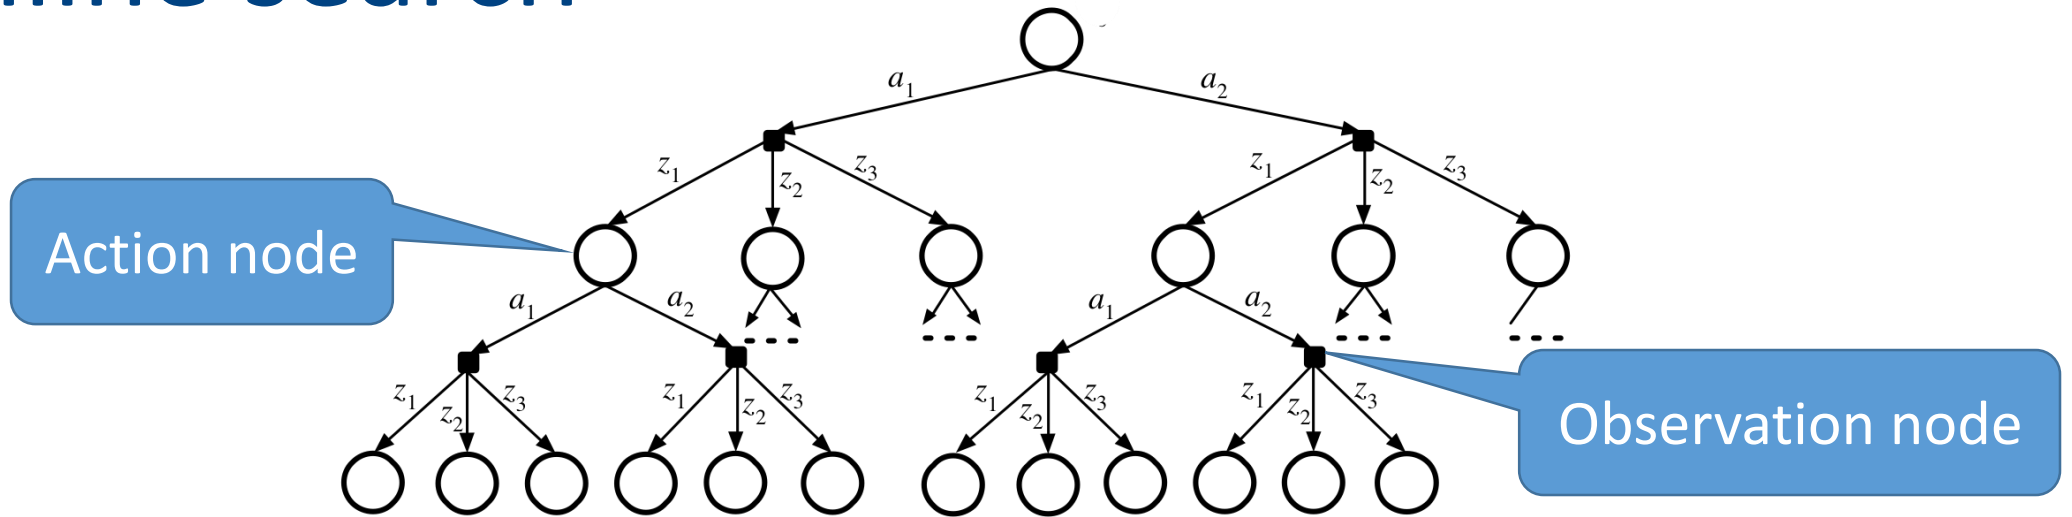 a1 a2
z1 z2 z3 z1 z2 z3
Action node
a1 a2 a1 a2
z1 z2 z3 z1 z2 z3 z1 z2 z3 z1 z2 z3
Observation node